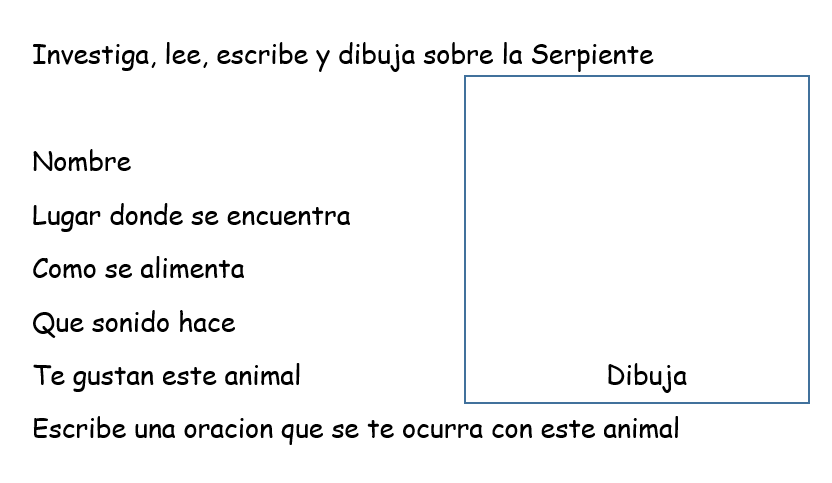 Investiga, lee, escribe y dibuja sobre la Serpiente
Nombre
Lugar donde se encuentra
Como se alimenta
Que sonido hace
Te gustan este animal
Dibuja
Escribe una oracion que se te ocurra con este animal